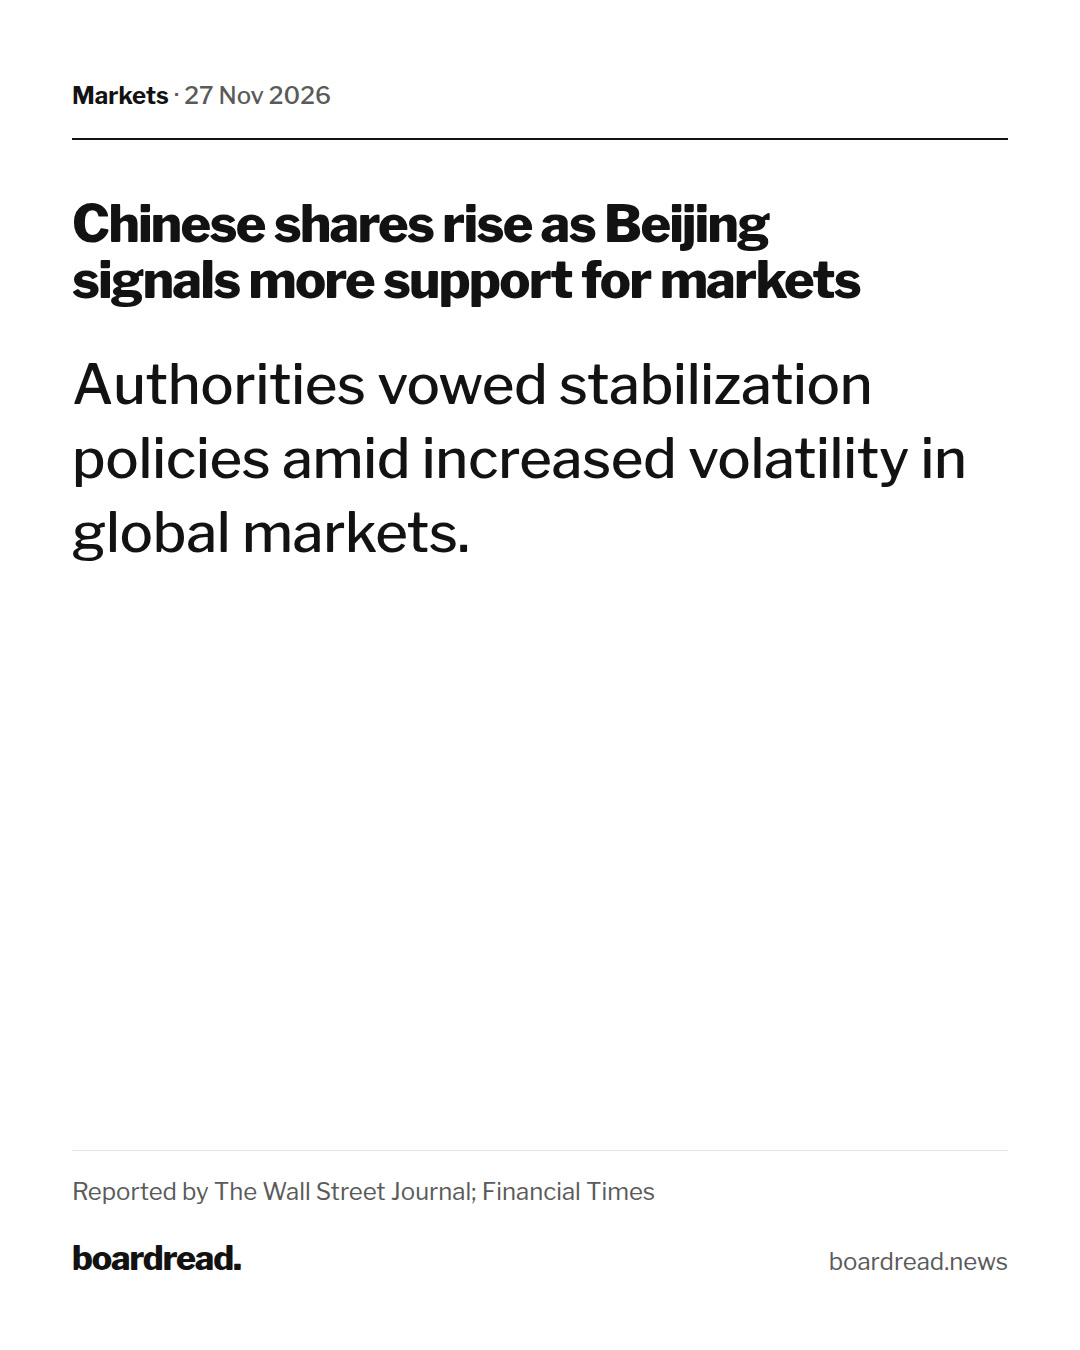 Markets · 27 Nov 2026
Chinese shares rise as Beijing
signals more support for markets
Authorities vowed stabilization
policies amid increased volatility in
global markets.
Reported by The Wall Street Journal; Financial Times
boardread.
boardread.news